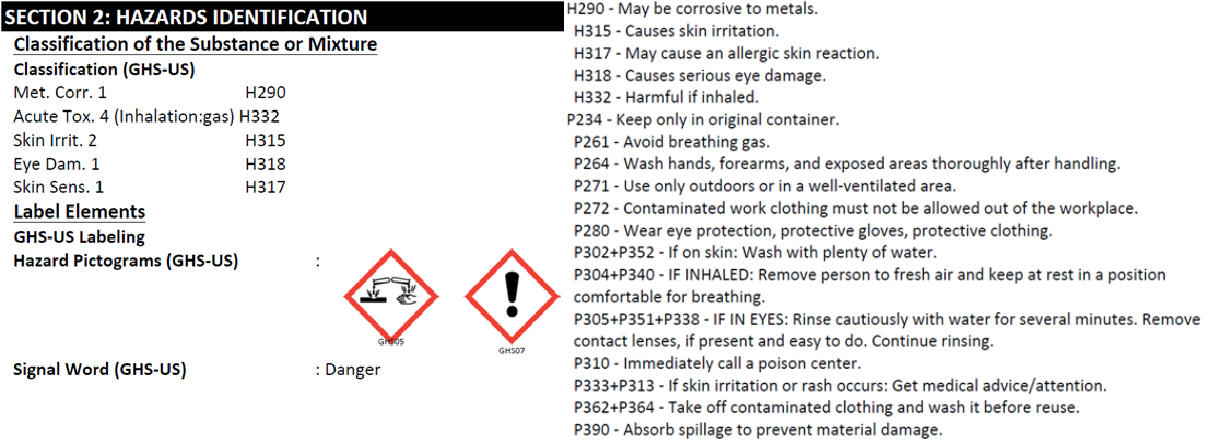 SECTION 2: HAZARDS IDENTIFICATION
Classification of the Substance or Mixture
Classification (GHS-US)
Met. Corr. 1 H290
Acute Tox. 4 (Inhalation:gas) H332
Skin Irrit. 2 H315
Eye Dam. 1 H318
Skin Sens. 1 H317
Label Elements
GHS-US Labeling
Hazard Pictograms (GHS-US) :
GHS05
GHS07
Signal Word (GHS-US) : Danger
H290 - May be corrosive to metals.
H315 - Causes skin irritation.
H317 - May cause an allergic skin reaction.
H318 - Causes serious eye damage.
H332 - Harmful if inhaled.
P234 - Keep only in original container.
P261 - Avoid breathing gas.
P264 - Wash hands, forearms, and exposed areas thoroughly after handling.
P271 - Use only outdoors or in a well-ventilated area.
P272 - Contaminated work clothing must not be allowed out of the workplace.
P280 - Wear eye protection, protective gloves, protective clothing.
P302+P352 - If on skin: Wash with plenty of water.
P304+P340 - IF INHALED: Remove person to fresh air and keep at rest in a position
comfortable for breathing.
P305+P351+P338 - IF IN EYES: Rinse cautiously with water for several minutes. Remove
contact lenses, if present and easy to do. Continue rinsing.
P310 - Immediately call a poison center.
P333+P313 - If skin irritation or rash occurs: Get medical advice/attention.
P362+P364 - Take off contaminated clothing and wash it before reuse.
P390 - Absorb spillage to prevent material damage.